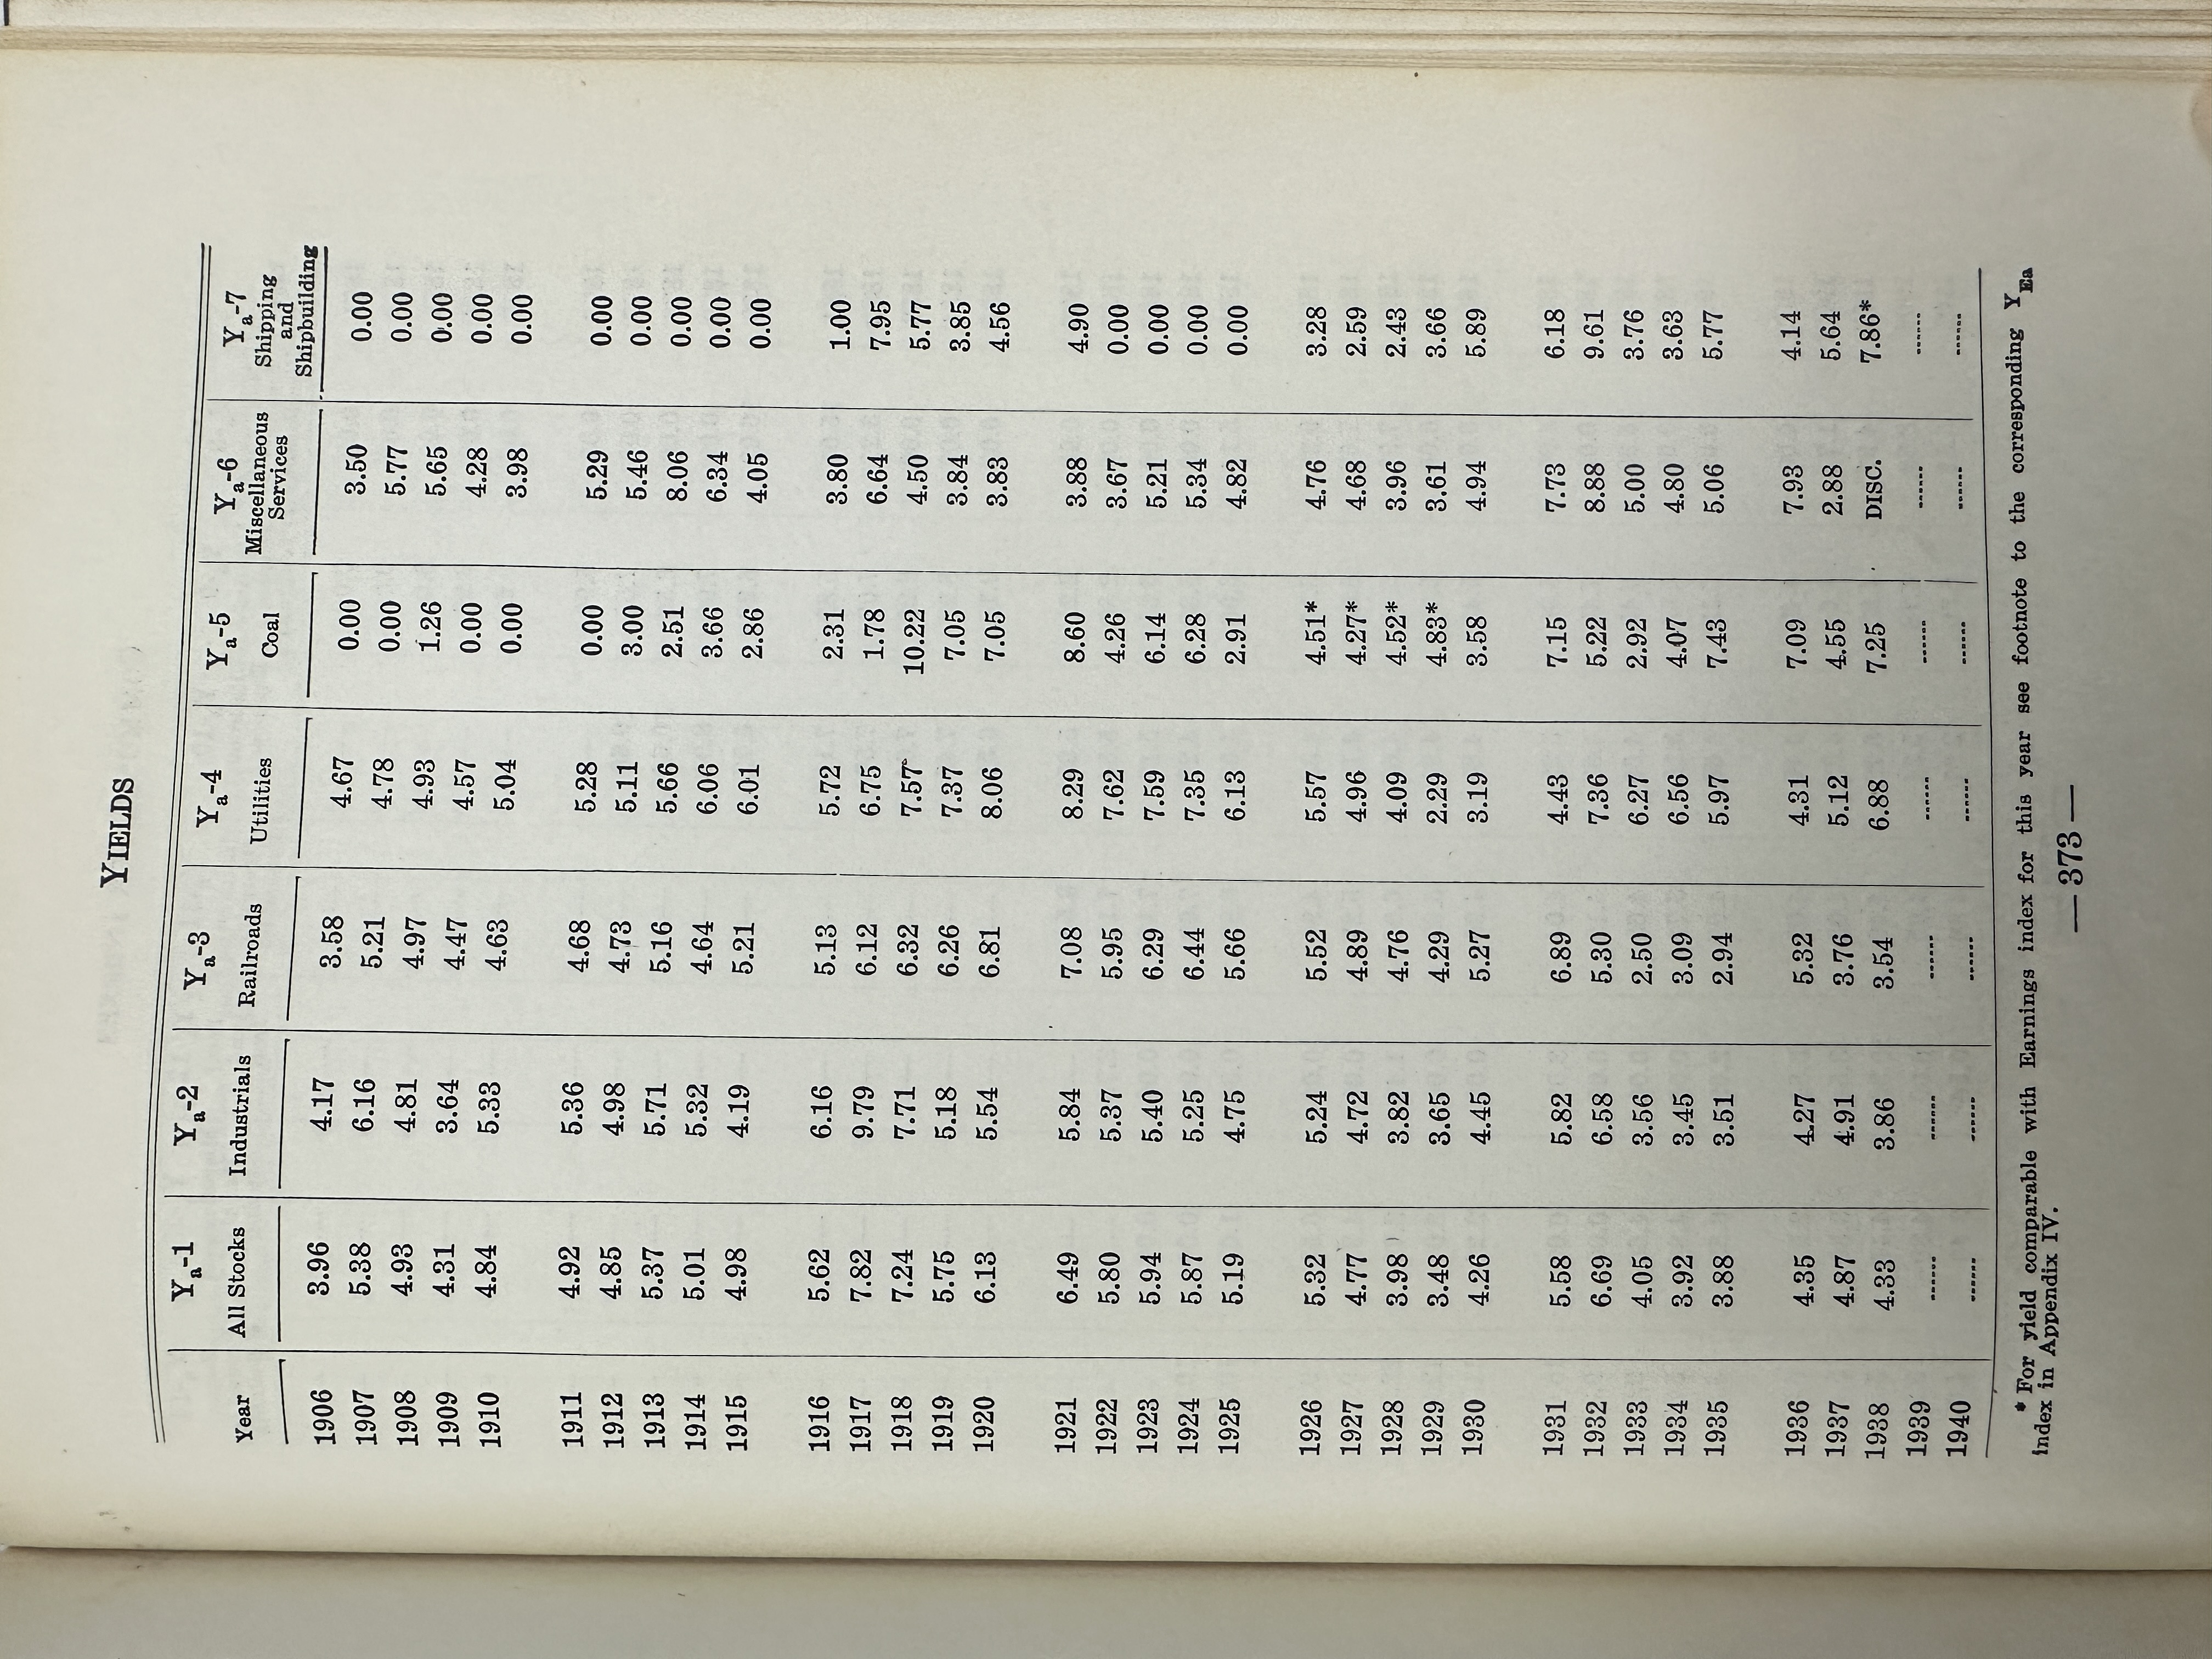 YIELDS
Year Ya-1 All Stocks Ya-2 Industrials Ya-3 Railroads Ya-4 Utilities Ya-5 Coal Ya-6 Miscellaneous Services Ya-7 Shipping and Shipbuilding
1906 3.96 4.17 3.58 4.67 0.00 3.50 0.00
1907 5.38 6.16 5.21 4.78 0.00 5.77 0.00
1908 4.93 4.81 4.97 4.93 1.26 5.65 0.00
1909 4.31 3.64 4.47 4.57 0.00 4.28 0.00
1910 4.84 5.33 4.63 5.04 0.00 3.98 0.00
1911 4.92 5.36 4.68 5.28 0.00 5.29 0.00
1912 4.85 4.98 4.73 5.11 3.00 5.46 0.00
1913 5.37 5.71 5.16 5.66 2.51 8.06 0.00
1914 5.01 5.32 4.64 6.06 3.66 6.34 0.00
1915 4.98 4.19 5.21 6.01 2.86 4.05 0.00
1916 5.62 6.16 5.13 5.72 2.31 3.80 1.00
1917 7.82 9.79 6.12 6.75 1.78 6.64 7.95
1918 7.24 7.71 6.32 7.57 10.22 4.50 5.77
1919 5.75 5.18 6.26 7.37 7.05 3.84 3.85
1920 6.13 5.54 6.81 8.06 7.05 3.83 4.56
1921 6.49 5.84 7.08 8.29 8.60 3.88 4.90
1922 5.80 5.37 5.95 7.62 4.26 3.67 0.00
1923 5.94 5.40 6.29 7.59 6.14 5.21 0.00
1924 5.87 5.25 6.44 7.35 6.28 5.34 0.00
1925 5.19 4.75 5.66 6.13 2.91 4.82 0.00
1926 5.32 5.24 5.52 5.57 4.51* 4.76 3.28
1927 4.77 4.72 4.89 4.96 4.27* 4.68 2.59
1928 3.98 3.82 4.76 4.09 4.52* 3.96 2.43
1929 3.48 3.65 4.29 2.29 4.83* 3.61 3.66
1930 4.26 4.45 5.27 3.19 3.58 4.94 5.89
1931 5.58 5.82 6.89 4.43 7.15 7.73 6.18
1932 6.69 6.58 5.30 7.36 5.22 8.88 9.61
1933 4.05 3.56 2.50 6.27 2.92 5.00 3.76
1934 3.92 3.45 3.09 6.56 4.07 4.80 3.63
1935 3.88 3.51 2.94 5.97 7.43 5.06 5.77
1936 4.35 4.27 5.32 4.31 7.09 7.93 4.14
1937 4.87 4.91 3.76 5.12 4.55 2.88 5.64
1938 4.33 3.86 3.54 6.88 7.25 DISC. 7.86*
1939 ...... ...... ...... ...... ...... ...... ......
1940 ...... ...... ...... ...... ...... ...... ......
* For yield comparable with Earnings index for this year see footnote to the corresponding YEa
index in Appendix IV.
— 373 —